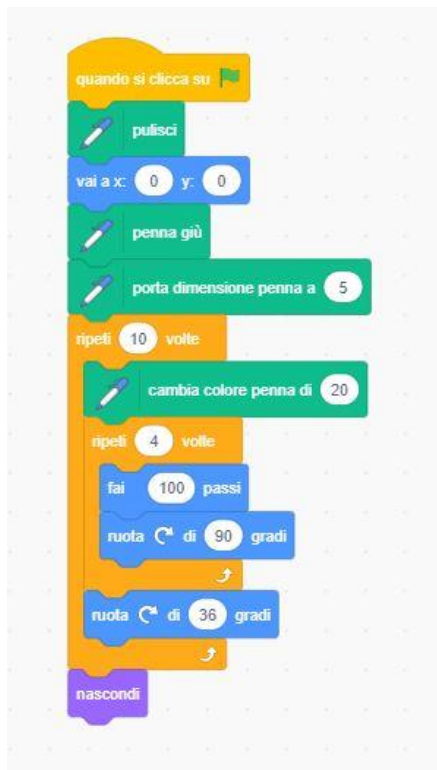 quando si clicca su
pulisci
vai a x: 0 y: 0
penna giù
porta dimensione penna a 5
ripeti 10 volte
cambia colore penna di 20
ripeti 4 volte
fai 100 passi
ruota di 90 gradi
ruota di 36 gradi
nascondi